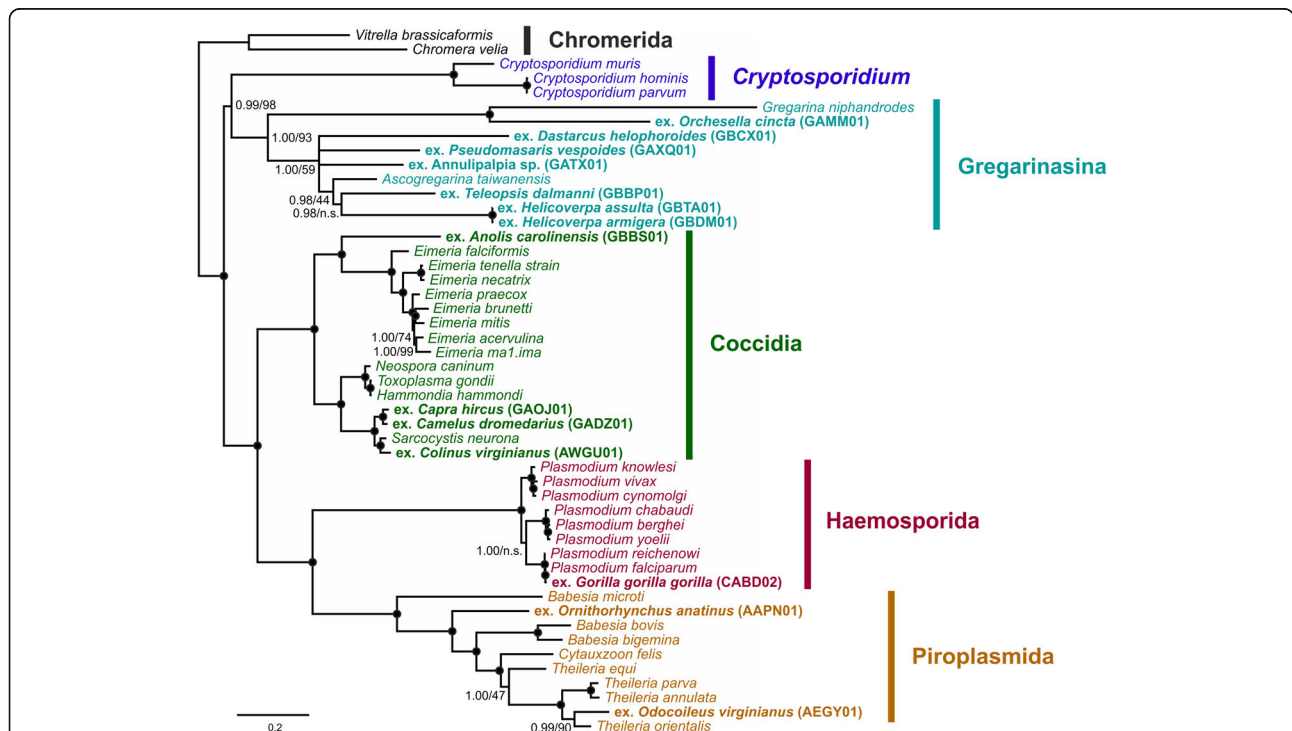 Vitrella brassicaformis
Chromera velia
Chromerida
Cryptosporidium muris
Cryptosporidium hominis
Cryptosporidium parvum
Cryptosporidium
0.99/98
Gregarina niphandrodes
ex. Orchesella cincta (GAMM01)
1.00/93
ex. Dastarcus helophoroides (GBCX01)
ex. Pseudomasaris vespoides (GAXQ01)
ex. Annulipalpia sp. (GATX01)
1.00/59
Ascogregarina taiwanensis
ex. Teleopsis dalmanni (GBBP01)
0.98/44
ex. Helicoverpa assulta (GBTA01)
0.98/n.s.
ex. Helicoverpa armigera (GBDM01)
Gregarinasina
ex. Anolis carolinensis (GBBS01)
Eimeria falciformis
Eimeria tenella strain
Eimeria necatrix
Eimeria praecox
Eimeria brunetti
Eimeria mitis
1.00/74
Eimeria acervulina
1.00/99
Eimeria ma1.ima
Neospora caninum
Toxoplasma gondii
Hammondia hammondi
ex. Capra hircus (GAOJ01)
ex. Camelus dromedarius (GADZ01)
Sarcocystis neurona
ex. Colinus virginianus (AWGU01)
Coccidia
Plasmodium knowlesi
Plasmodium vivax
Plasmodium cynomolgi
Plasmodium chabaudi
Plasmodium berghei
Plasmodium yoelii
1.00/n.s.
Plasmodium reichenowi
Plasmodium falciparum
ex. Gorilla gorilla gorilla (CABD02)
Haemosporida
Babesia microti
ex. Ornithorhynchus anatinus (AAPN01)
Babesia bovis
Babesia bigemina
Cytauxzoon felis
Theileria equi
1.00/47
Theileria parva
Theileria annulata
ex. Odocoileus virginianus (AEGY01)
0.99/90
Theileria orientalis
Piroplasmida
0.2